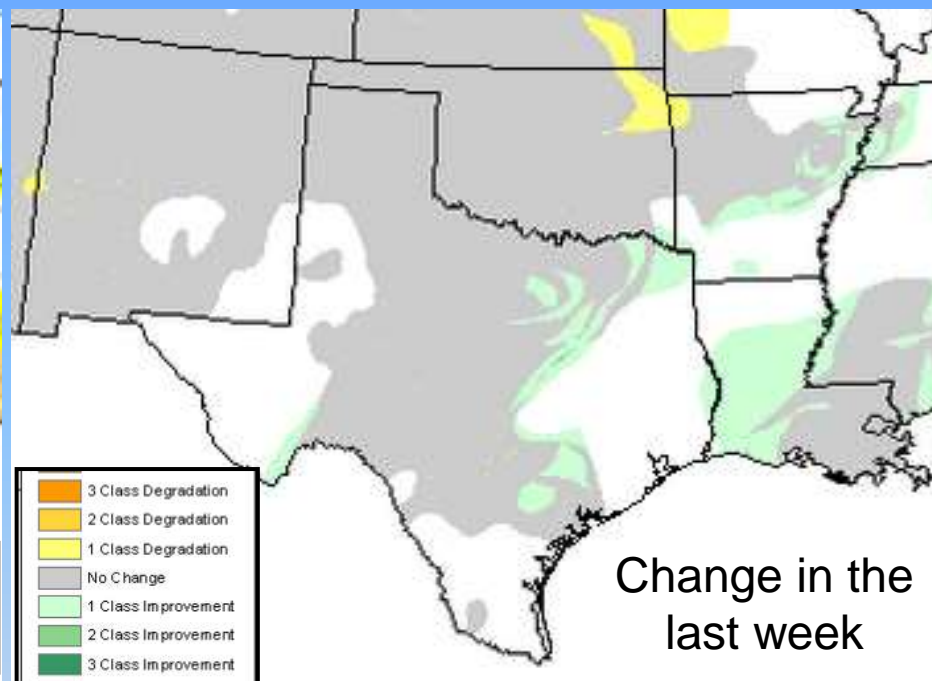 3 Class Degradation
2 Class Degradation
1 Class Degradation
No Change
1 Class Improvement
2 Class Improvement
3 Class Improvement
Change in the
last week